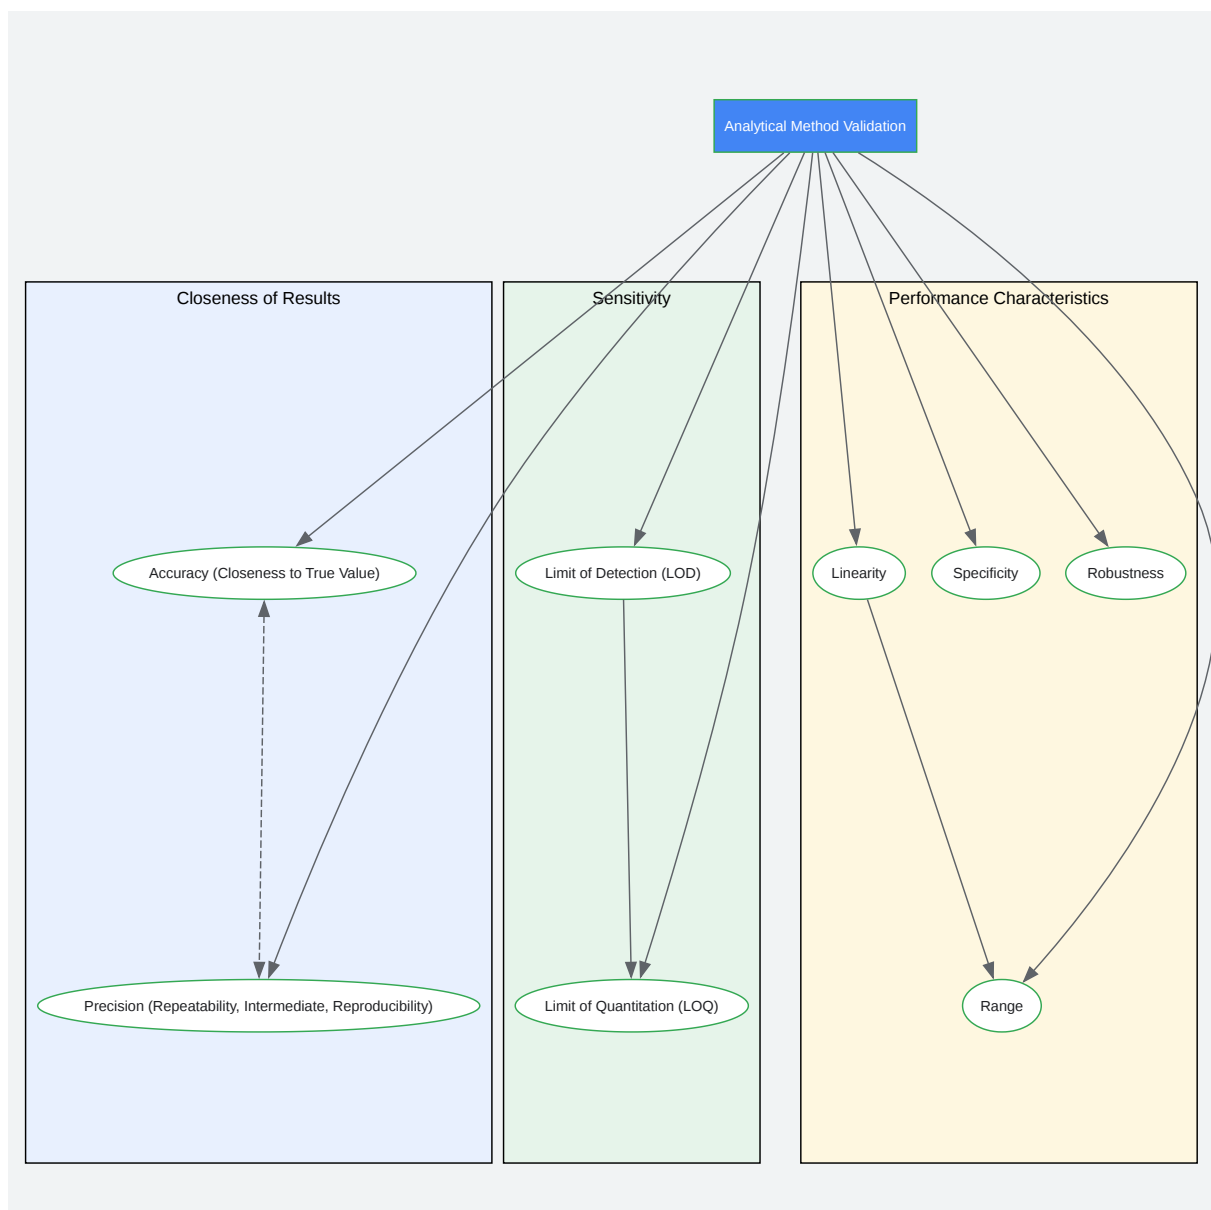 Analytical Method Validation
Closeness of Results
Sensitivity
Performance Characteristics
Accuracy (Closeness to True Value)
Limit of Detection (LOD)
Linearity
Specificity
Robustness
Precision (Repeatability, Intermediate, Reproducibility)
Limit of Quantitation (LOQ)
Range